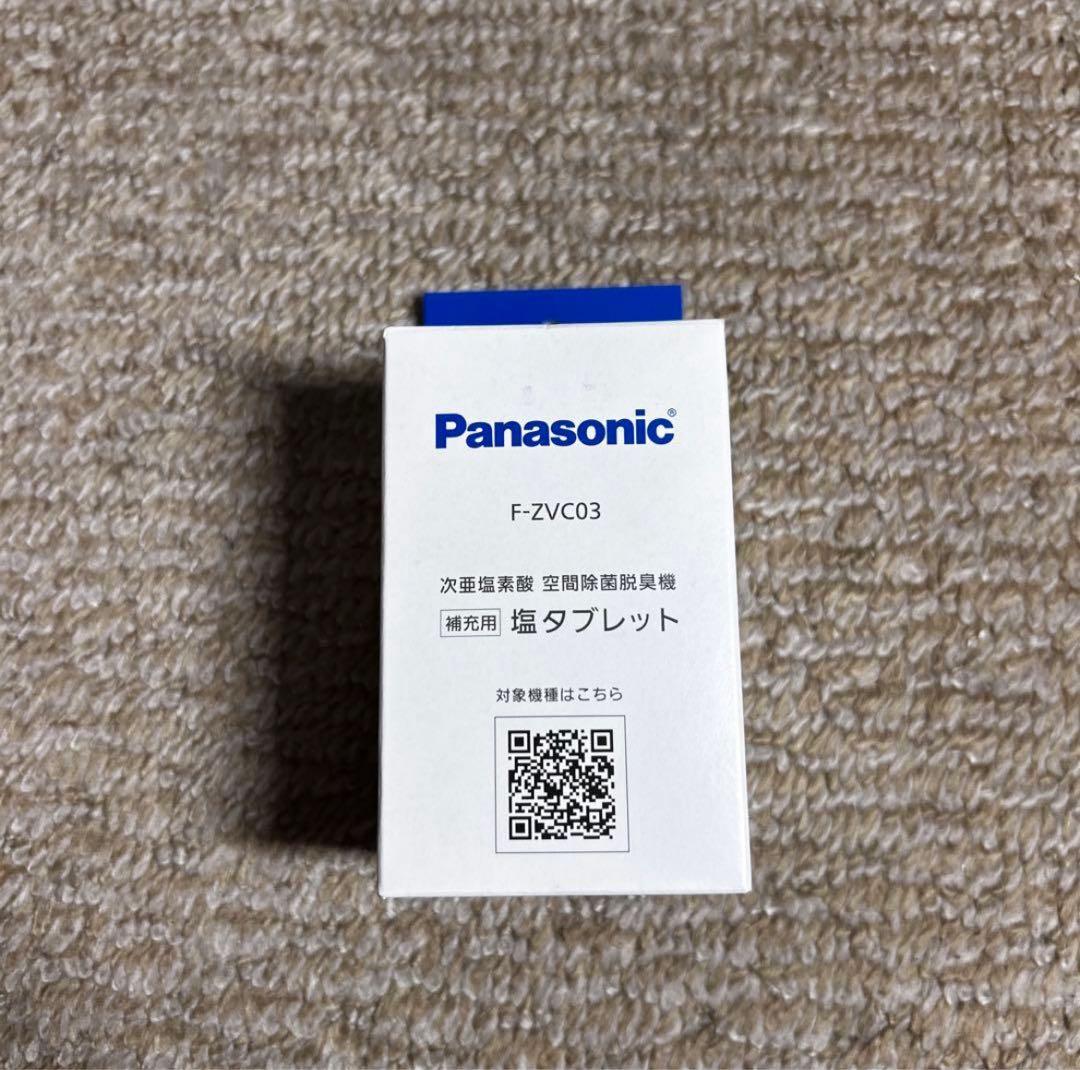 Panasonic®
F-ZVC03
次亜塩素酸 空間除菌脱臭機
補充用 塩タブレット
対象機種はこちら